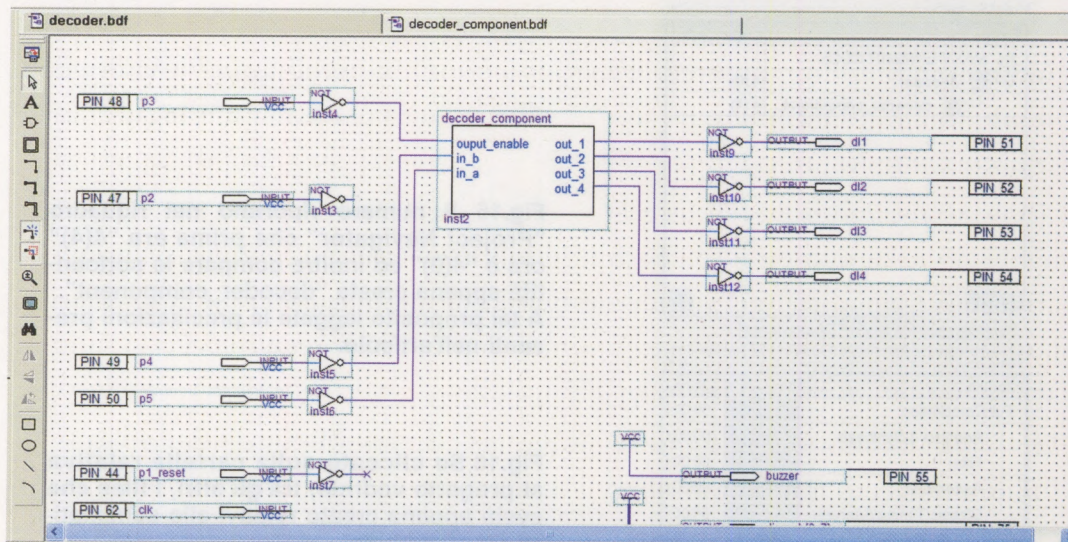 decoder.bdf
decoder_component.bdf
PIN 48 p3 INPUT VCC NOT inst4
decoder_component
ouput_enable out_1
in_b out_2
in_a out_3
out_4
inst2
NOT inst9 OUTPUT dl1 PIN 51
PIN 47 p2 NOT inst3
NOT inst10 OUTPUT dl2 PIN 52
NOT inst11 OUTPUT dl3 PIN 53
NOT inst12 OUTPUT dl4 PIN 54
PIN 49 p4 INPUT VCC NOT inst5
PIN 50 p5 INPUT VCC NOT inst6
VCC
PIN 44 p1_reset INPUT VCC NOT inst7
OUTPUT buzzer PIN 55
PIN 62 clk INPUT VCC
VCC